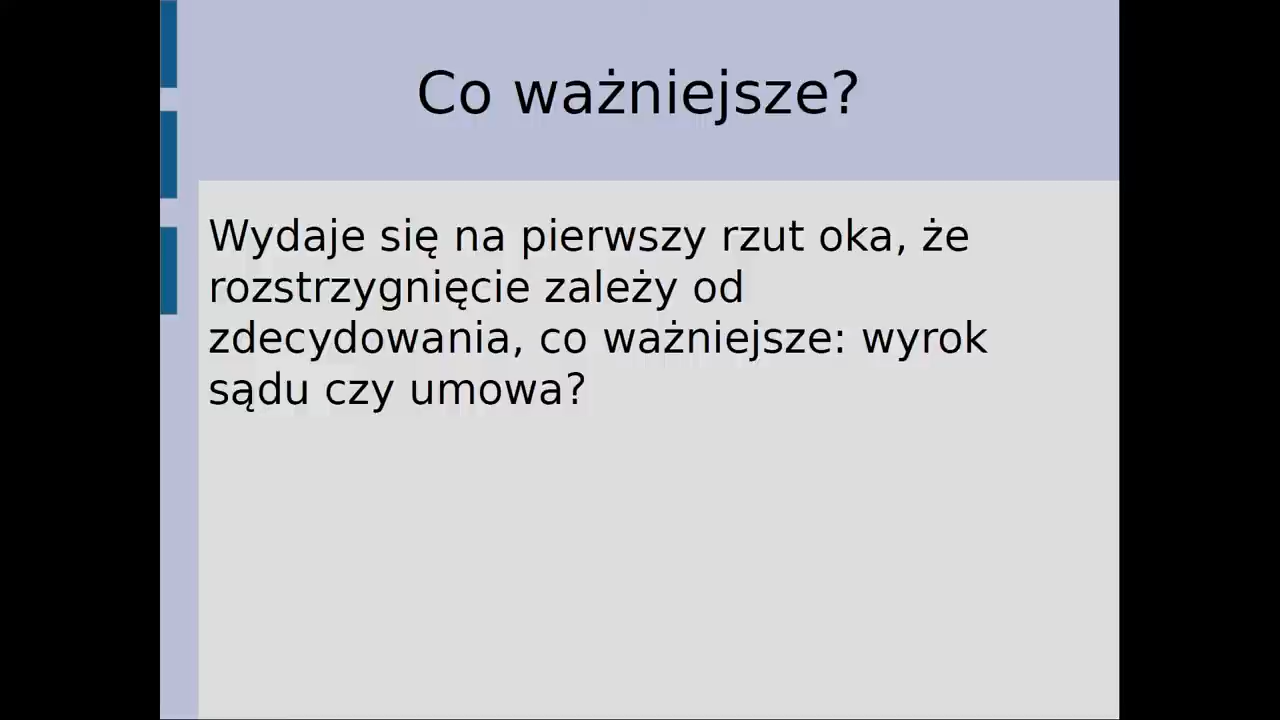 Co ważniejsze?
Wydaje się na pierwszy rzut oka, że
rozstrzygnięcie zależy od
zdecydowania, co ważniejsze: wyrok
sądu czy umowa?